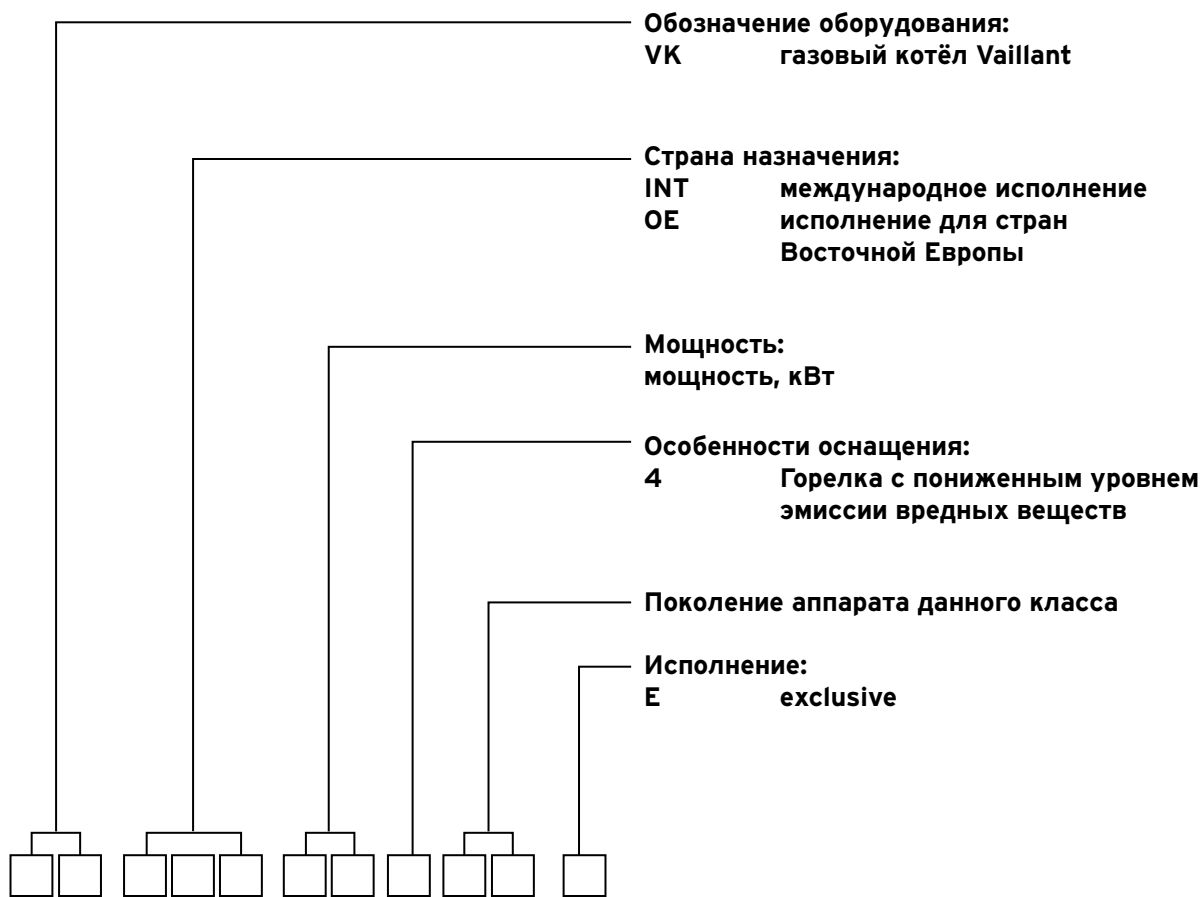 Обозначение оборудования:
VK газовый котёл Vaillant
Страна назначения:
INT международное исполнение
OE исполнение для стран
Восточной Европы
Мощность:
мощность, кВт
Особенности оснащения:
4 Горелка с пониженным уровнем
эмиссии вредных веществ
Поколение аппарата данного класса
Исполнение:
E exclusive